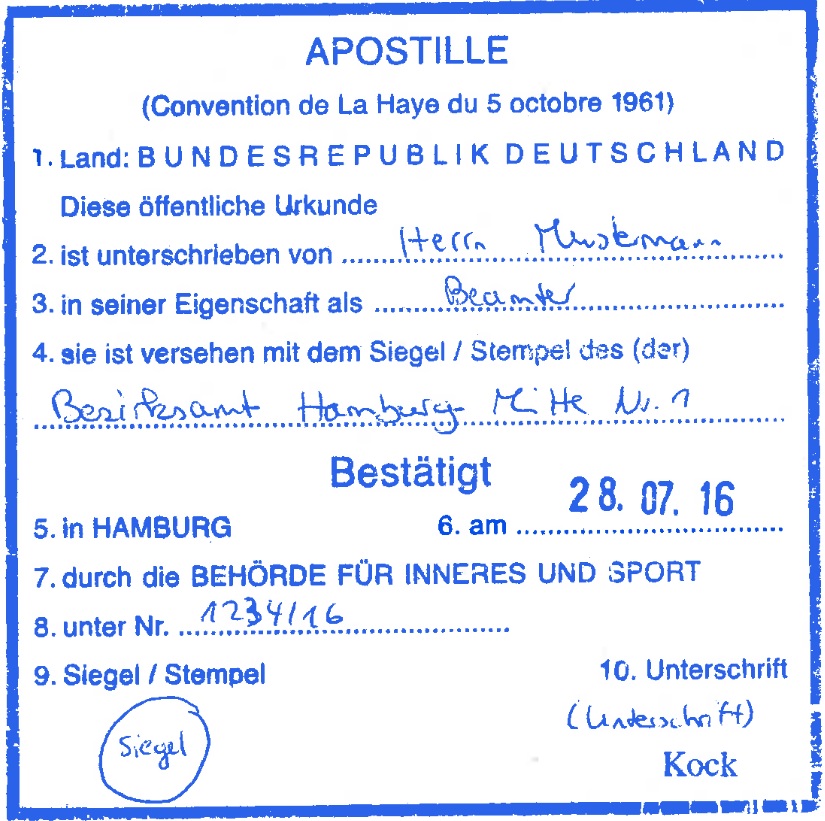 APOSTILLE
(Convention de La Haye du 5 octobre 1961)
1. Land: BUNDESREPUBLIK DEUTSCHLAND
Diese öffentliche Urkunde
2. ist unterschrieben von Herrn Mustermann
3. in seiner Eigenschaft als Beamter
4. sie ist versehen mit dem Siegel / Stempel des (der)
Bezirksamt Hamburg-Mitte Nr. 1
Bestätigt
5. in HAMBURG 6. am 28. 07. 16
7. durch die BEHÖRDE FÜR INNERES UND SPORT
8. unter Nr. 1234/16
9. Siegel / Stempel 10. Unterschrift
Siegel (Unterschrift)
Kock